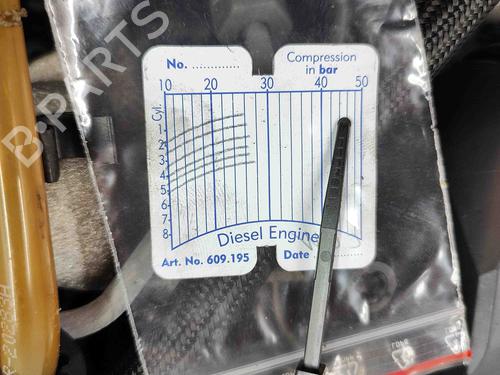 No. ..............
Compression
in bar
10 20 30 40 50
Cyl.
1
2
3
4
5
6
7
8
Diesel Engine
Art. No. 609.195
Date
B-PARTS